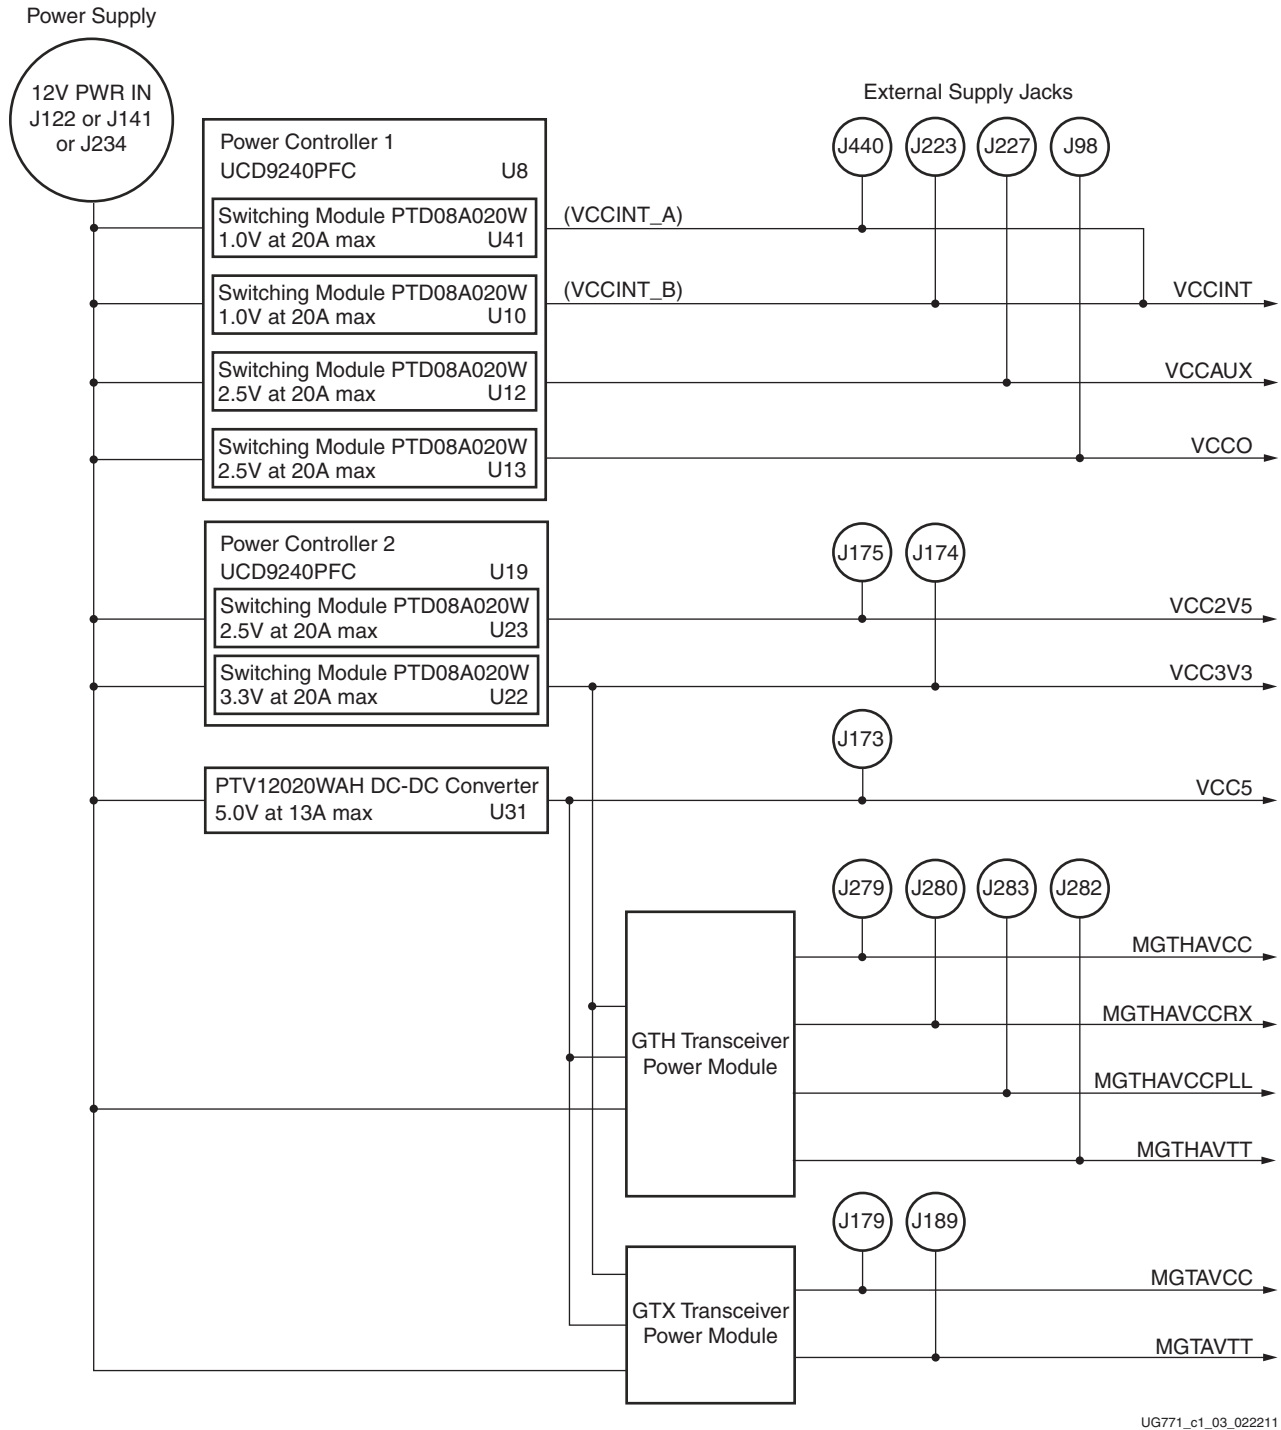 Power Supply
12V PWR IN
J122 or J141
or J234
External Supply Jacks
J440
J223
J227
J98
Power Controller 1
UCD9240PFC U8
Switching Module PTD08A020W
1.0V at 20A max U41
(VCCINT_A)
Switching Module PTD08A020W
1.0V at 20A max U10
(VCCINT_B)
VCCINT
Switching Module PTD08A020W
2.5V at 20A max U12
VCCAUX
Switching Module PTD08A020W
2.5V at 20A max U13
VCCO
Power Controller 2
UCD9240PFC U19
J175
J174
Switching Module PTD08A020W
2.5V at 20A max U23
VCC2V5
Switching Module PTD08A020W
3.3V at 20A max U22
VCC3V3
J173
PTV12020WAH DC-DC Converter
5.0V at 13A max U31
VCC5
J279
J280
J283
J282
GTH Transceiver
Power Module
MGTHAVCC
MGTHAVCCRX
MGTHAVCCPLL
MGTHAVTT
J179
J189
GTX Transceiver
Power Module
MGTAVCC
MGTAVTT
UG771_c1_03_022211